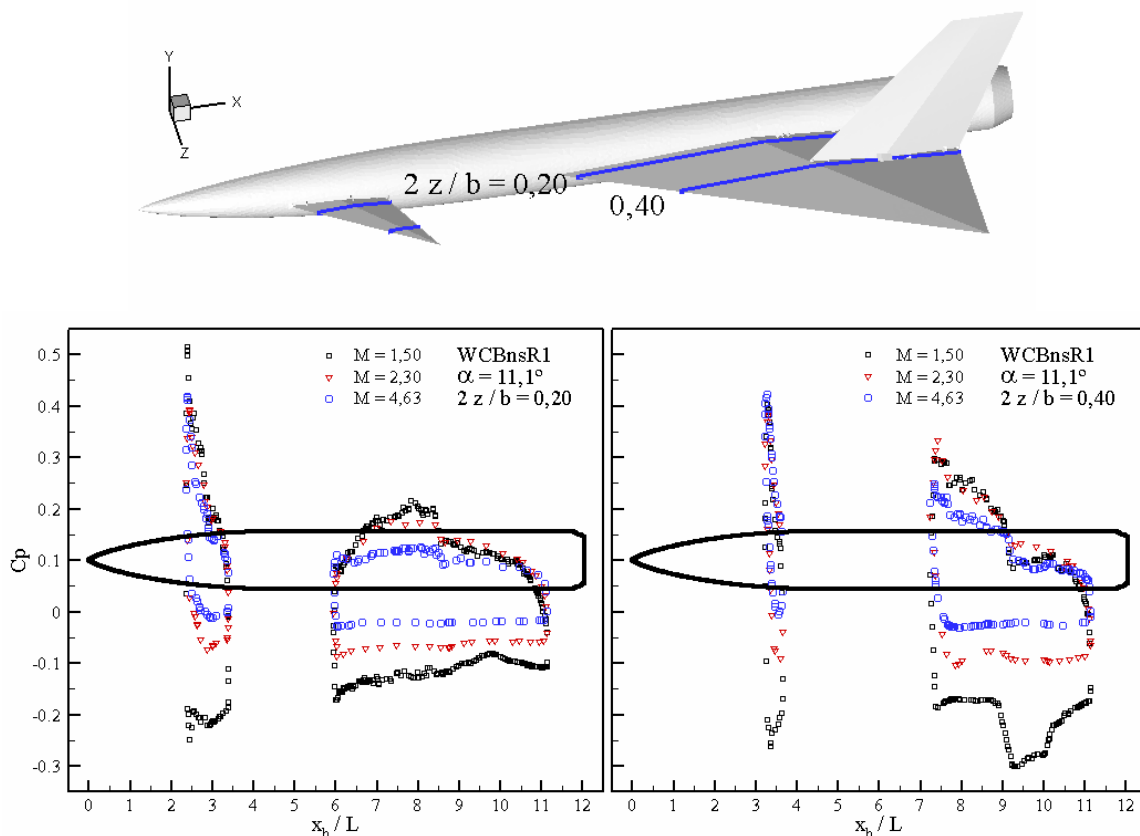 Y
X
Z
2 z / b = 0,20
0,40
M = 1,50 WCBnsR1
M = 2,30 α = 11,1°
M = 4,63 2 z / b = 0,20
M = 1,50 WCBnsR1
M = 2,30 α = 11,1°
M = 4,63 2 z / b = 0,40
Cp
0.5
0.4
0.3
0.2
0.1
0
-0.1
-0.2
-0.3
0 1 2 3 4 5 6 7 8 9 10 11 12
0 1 2 3 4 5 6 7 8 9 10 11 12
x_b / L
x_b / L